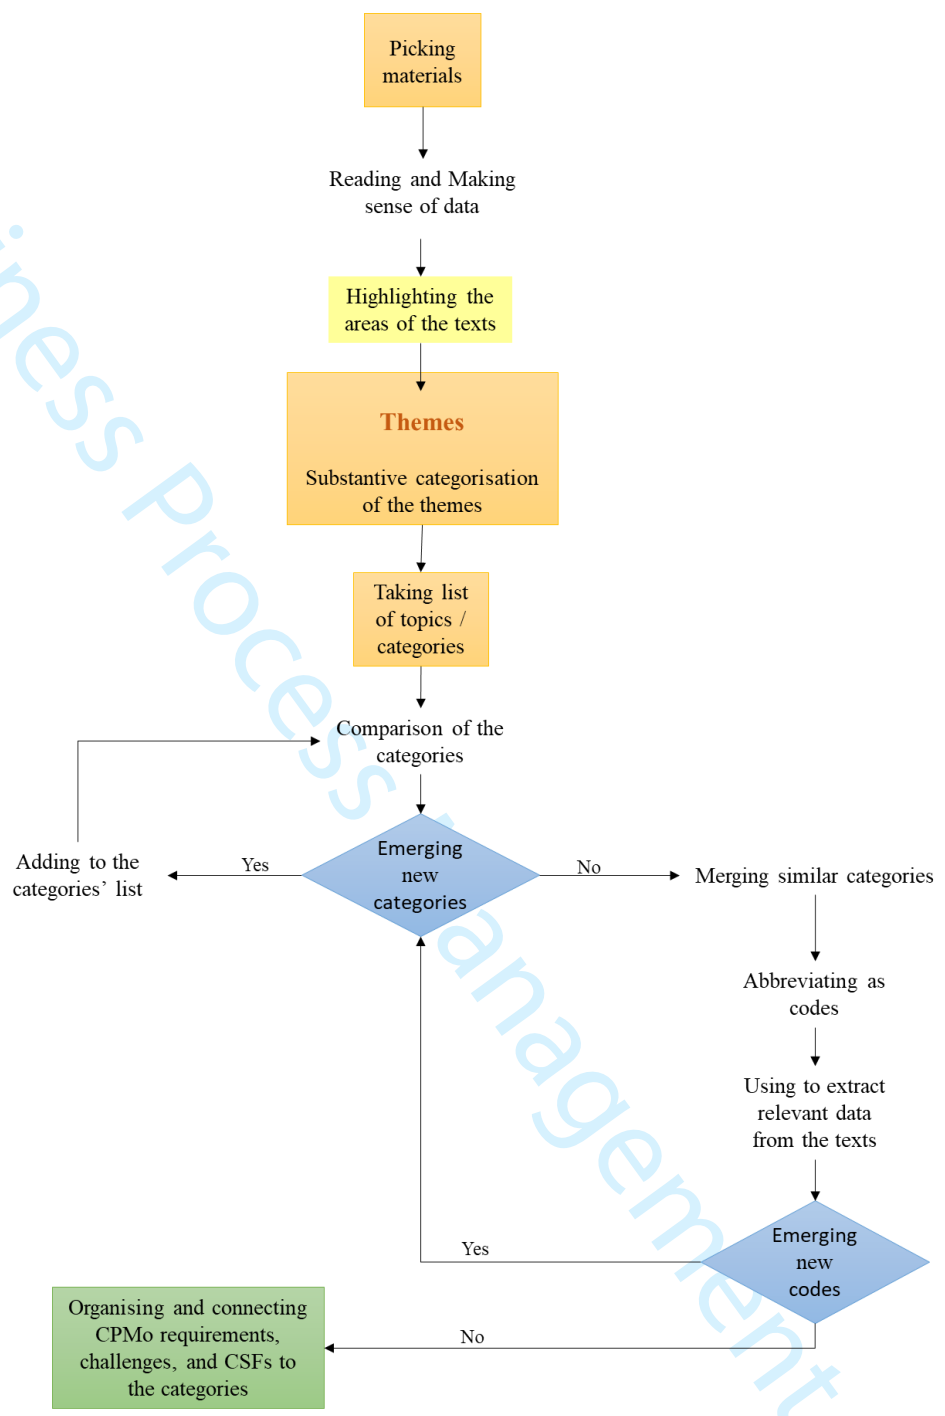 Picking
materials
Reading and Making
sense of data
Highlighting the
areas of the texts
Themes
Substantive categorisation
of the themes
Taking list
of topics /
categories
Comparison of the
categories
Emerging
new
categories
Yes
Adding to the
categories' list
No
Merging similar categories
Abbreviating as
codes
Using to extract
relevant data
from the texts
Emerging
new
codes
Yes
No
Organising and connecting
CPMo requirements,
challenges, and CSFs to
the categories
iness Process Management